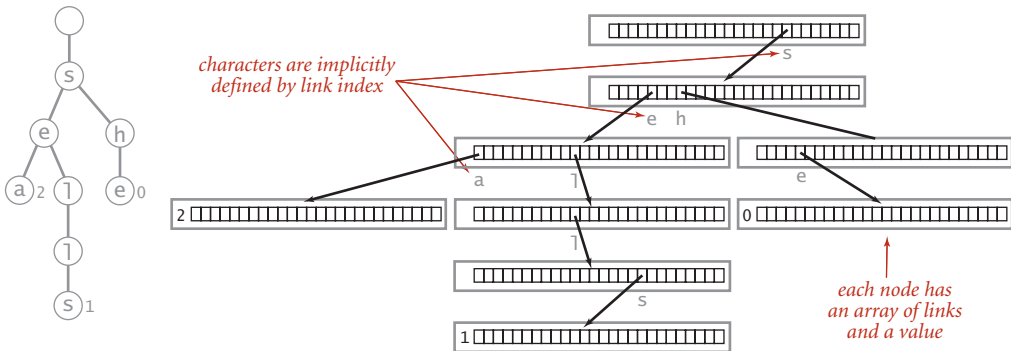 s
characters are implicitly
defined by link index
s
e h
e h
a 2 l e 0
a l e
2 0
l
l
s 1
s
each node has
an array of links
and a value
1